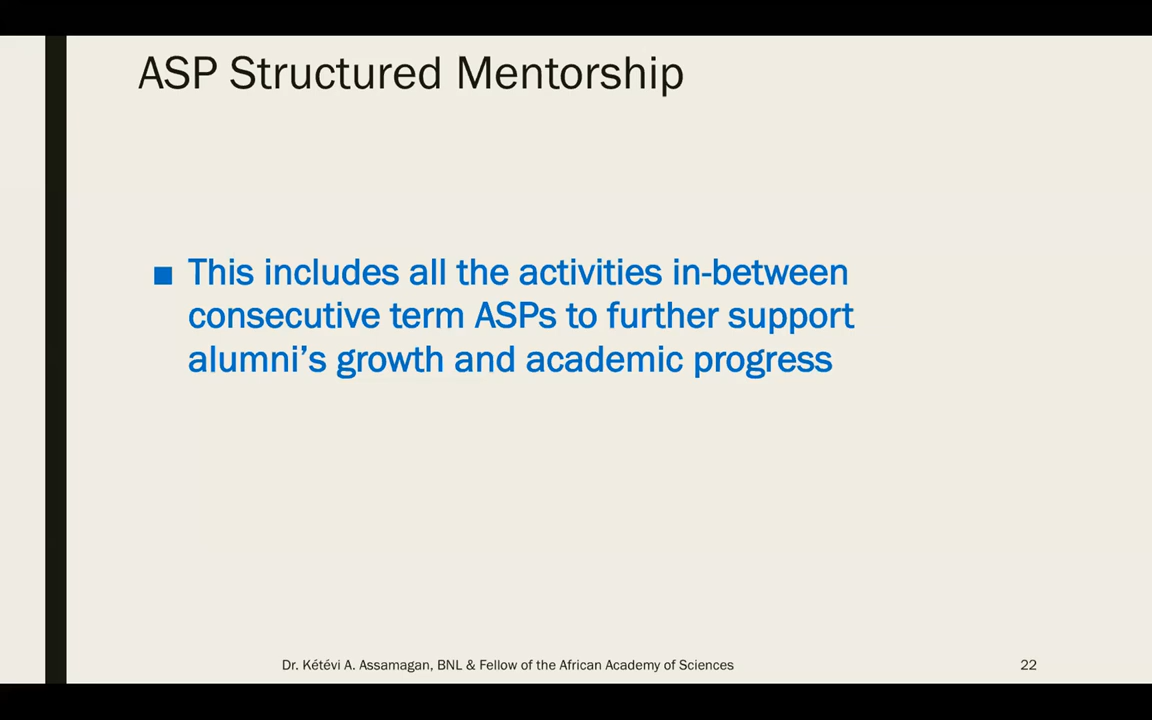 ASP Structured Mentorship
■ This includes all the activities in-between
consecutive term ASPs to further support
alumni’s growth and academic progress
Dr. Kétévi A. Assamagan, BNL & Fellow of the African Academy of Sciences
22